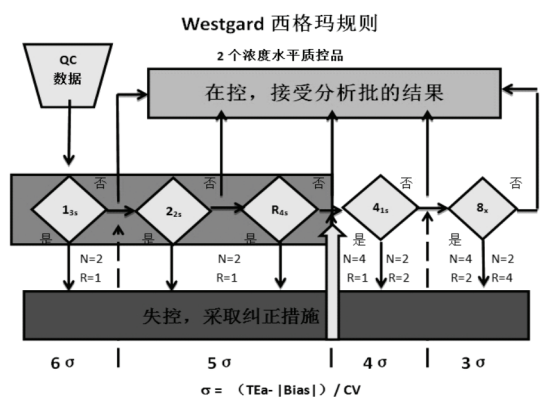 Westgard 西格玛规则
2 个浓度水平质控品
QC
数据
在控，接受分析批的结果
否 否 否 否 否
1₃ₛ 2₂ₛ R₄ₛ 4₁ₛ 8ₓ
是 是 是 是 是
N=2 N=2 N=4 N=2 N=2 N=2
R=1 R=1 R=1 R=2 R=2 R=4
失控，采取纠正措施
6 σ 5 σ 4 σ 3 σ
σ = （TEa- |Bias|）/ CV